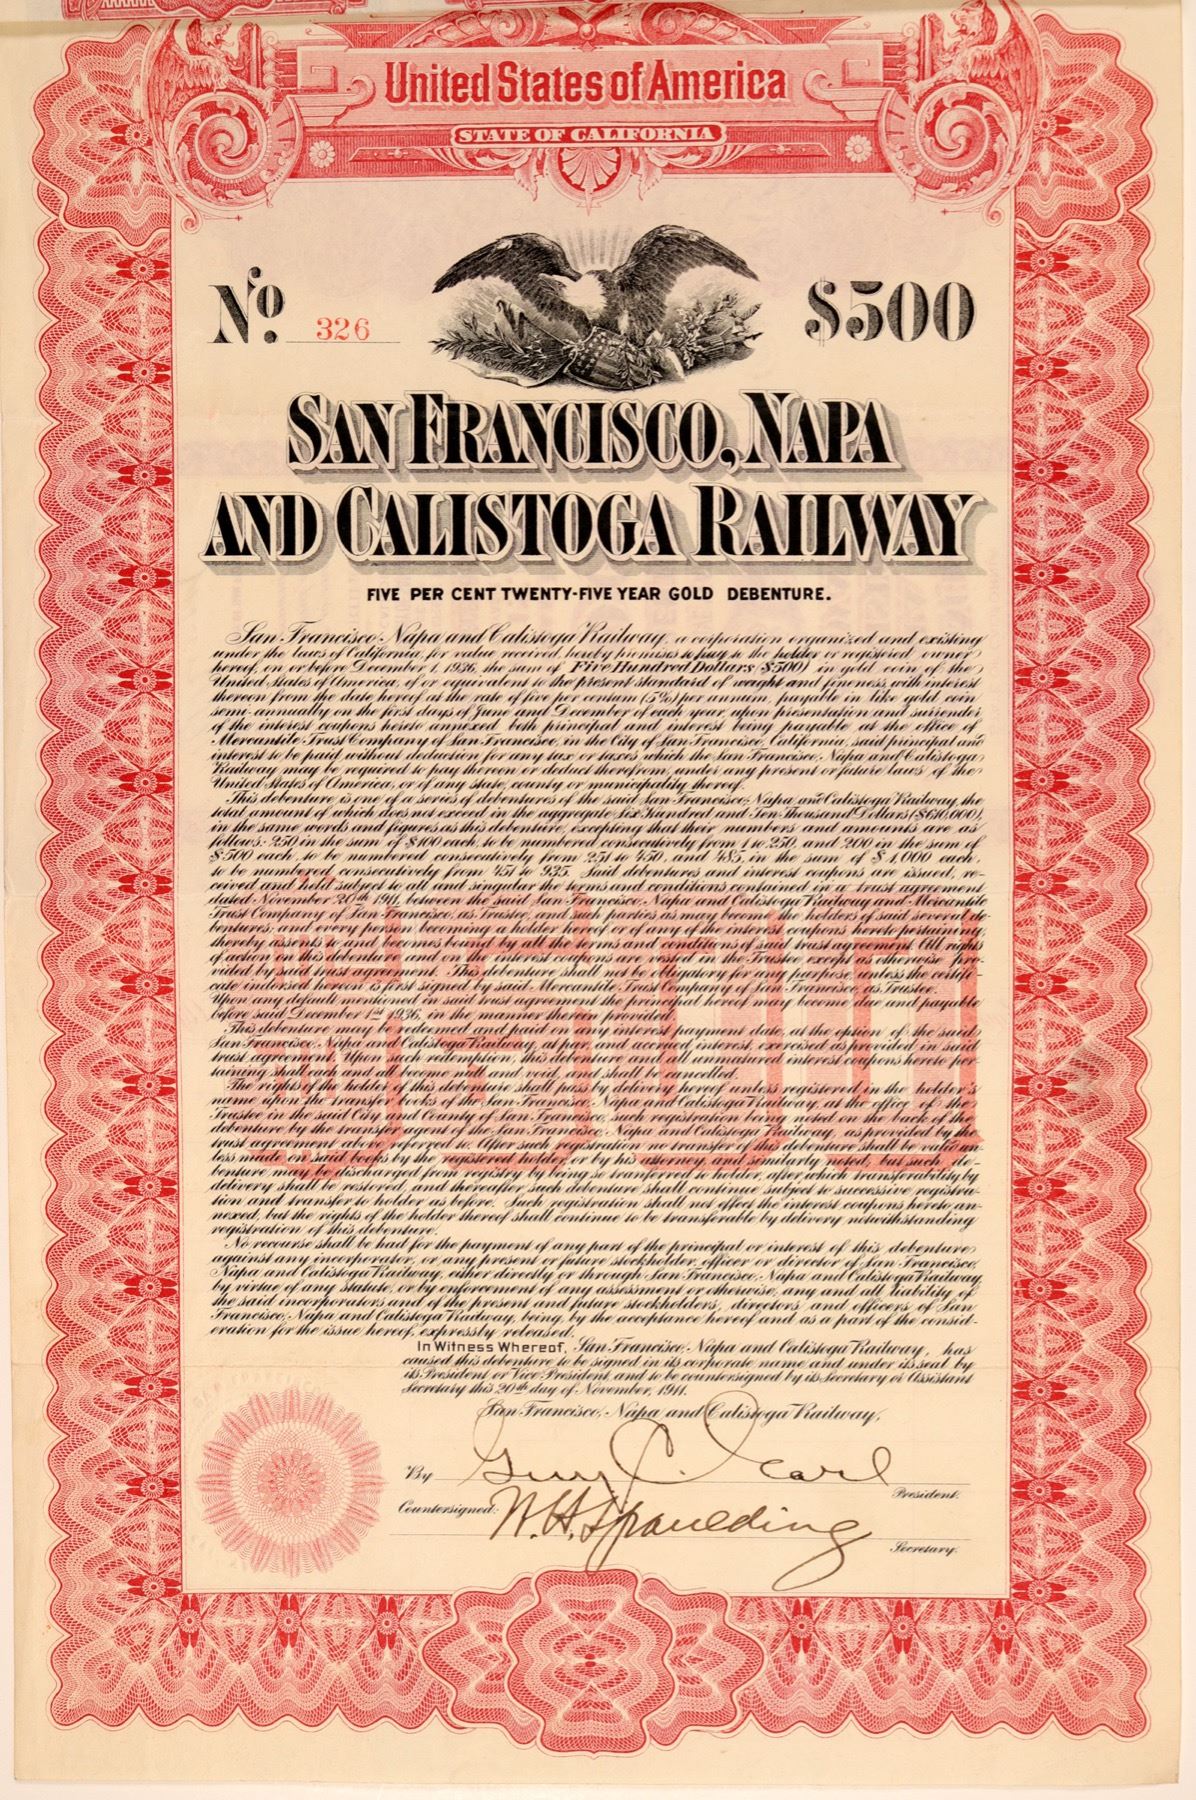 United States of America
STATE OF CALIFORNIA
No. 326
$500
SAN FRANCISCO, NAPA
AND CALISTOGA RAILWAY
FIVE PER CENT TWENTY-FIVE YEAR GOLD DEBENTURE.
San Francisco, Napa and Calistoga Railway, a corporation organized and existing
under the laws of California, for value received, hereby promises to pay to the holder or registered owner
hereof, on or before December 1, 1936, the sum of Five Hundred Dollars ($500) in gold coin of the
United States of America, of or equivalent to the present standard of weight and fineness, with interest
thereon from the date hereof at the rate of five per centum (5%) per annum, payable in like gold coin
semi-annually on the first days of June and December of each year, upon presentation and surrender
of the interest coupons hereto annexed, both principal and interest being payable at the office of
Mercantile Trust Company of San Francisco, in the City of San Francisco, California, said principal and
interest to be paid without deduction for any tax or taxes which the San Francisco, Napa and Calistoga
Railway may be required to pay thereon or deduct therefrom, under any present or future laws of the
United States of America, or of any state, county or municipality thereof.
This debenture is one of a series of debentures of the said San Francisco, Napa and Calistoga Railway, the
total amount of which does not exceed in the aggregate Six Hundred and Ten Thousand Dollars ($610,000),
in the same words and figures as this debenture, excepting that their numbers and amounts are as
follows: 250 in the sum of $100 each, to be numbered consecutively from 1 to 250, and 200 in the sum of
$500 each, to be numbered consecutively from 251 to 450, and 485, in the sum of $1,000 each,
to be numbered consecutively from 451 to 935. Said debentures and interest coupons are issued, re-
ceived and held subject to all and singular the terms and conditions contained in a trust agreement
dated November 20th 1911, between the said San Francisco, Napa and Calistoga Railway and Mercantile
Trust Company of San Francisco, as Trustee, and such parties as may become the holders of said several de-
bentures; and every person becoming a holder hereof or of any of the interest coupons hereto pertaining,
thereby assents to and becomes bound by all the terms and conditions of said trust agreement. All rights
of action on this debenture and on the interest coupons are vested in the Trustee except as otherwise pro-
vided by said trust agreement. This debenture shall not be obligatory for any purpose, unless the certifi-
cate indorsed hereon is first signed by said Mercantile Trust Company of San Francisco, as Trustee.
Upon any default mentioned in said trust agreement the principal hereof may become due and payable
before said December 1st 1936, in the manner therein provided.
This debenture may be redeemed and paid on any interest payment date, at the option of the said
San Francisco, Napa and Calistoga Railway, at par, and accrued interest, exercised as provided in said
trust agreement. Upon such redemption, this debenture and all unmatured interest coupons hereto per-
taining shall each and all become null and void, and shall be cancelled.
The rights of the holder of this debenture shall pass by delivery hereof unless registered in the holder's
name upon the transfer books of the San Francisco, Napa and Calistoga Railway, at the office of the
Trustee in the said City and County of San Francisco, such registration being noted on the back of the
debenture by the transfer agent of the San Francisco, Napa and Calistoga Railway, as provided by the
trust agreement above referred to. After such registration no transfer of this debenture shall be valid un-
less made on said books by the registered holder, or by his attorney, and similarly noted, but such de-
benture may be discharged from registry by being so tranferred to holder, after which transferability by
delivery shall be restored, and thereafter such debenture shall continue subject to successive registra-
tion and transfer to holder as before. Such registration shall not effect the interest coupons hereto an-
nexed, but the rights of the holder thereof shall continue to be transferable by delivery notwithstanding
registration of this debenture.
No recourse shall be had for the payment of any part of the principal or interest of this debenture
against any incorporator, or any present or future stockholder, officer or director of San Francisco,
Napa and Calistoga Railway, either directly or through San Francisco, Napa and Calistoga Railway,
by virtue of any statute, or by enforcement of any assessment or otherwise, any and all liability of
the said incorporators and of the present and future stockholders, directors and officers of San
Francisco, Napa and Calistoga Railway, being, by the acceptance hereof and as a part of the consid-
eration for the issue hereof, expressly released.
In Witness Whereof, San Francisco, Napa and Calistoga Railway, has
caused this debenture to be signed in its corporate name and under its seal by
its President or Vice President, and to be countersigned by its Secretary or Assistant
Secretary this 20th day of November, 1911.
San Francisco, Napa and Calistoga Railway,
By Guy C. Earl
President.
Countersigned: W. H. Spaulding
Secretary.